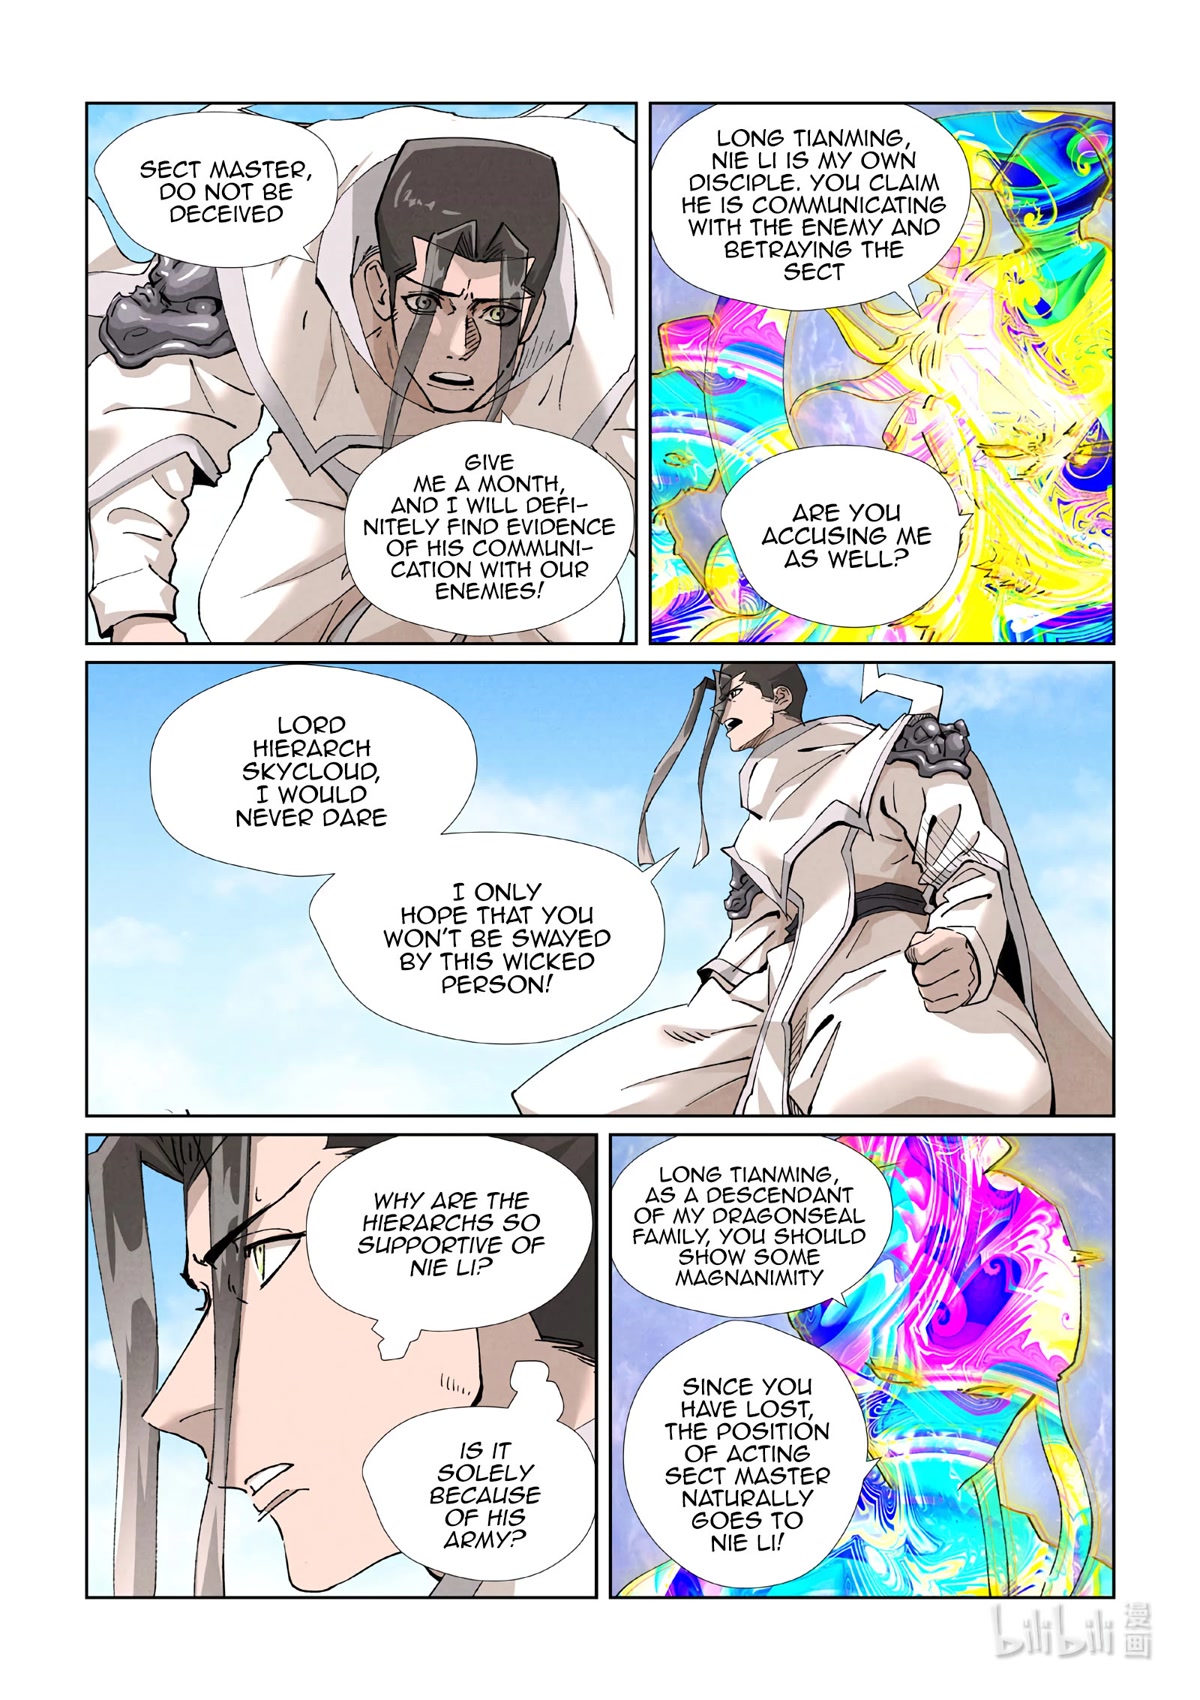 SECT MASTER,
DO NOT BE
DECEIVED
GIVE
ME A MONTH,
AND I WILL DEFI-
NITELY FIND EVIDENCE
OF HIS COMMUNI-
CATION WITH OUR
ENEMIES!
LONG TIANMING,
NIE LI IS MY OWN
DISCIPLE. YOU CLAIM
HE IS COMMUNICATING
WITH THE ENEMY AND
BETRAYING THE
SECT
ARE YOU
ACCUSING ME
AS WELL?
LORD
HIERARCH
SKYCLOUD,
I WOULD
NEVER DARE
I ONLY
HOPE THAT YOU
WON'T BE SWAYED
BY THIS WICKED
PERSON!
WHY ARE THE
HIERARCHS SO
SUPPORTIVE OF
NIE LI?
IS IT
SOLELY
BECAUSE
OF HIS
ARMY?
LONG TIANMING,
AS A DESCENDANT
OF MY DRAGONSEAL
FAMILY, YOU SHOULD
SHOW SOME
MAGNANIMITY
SINCE YOU
HAVE LOST,
THE POSITION
OF ACTING
SECT MASTER
NATURALLY
GOES TO
NIE LI!
bilibili 漫画